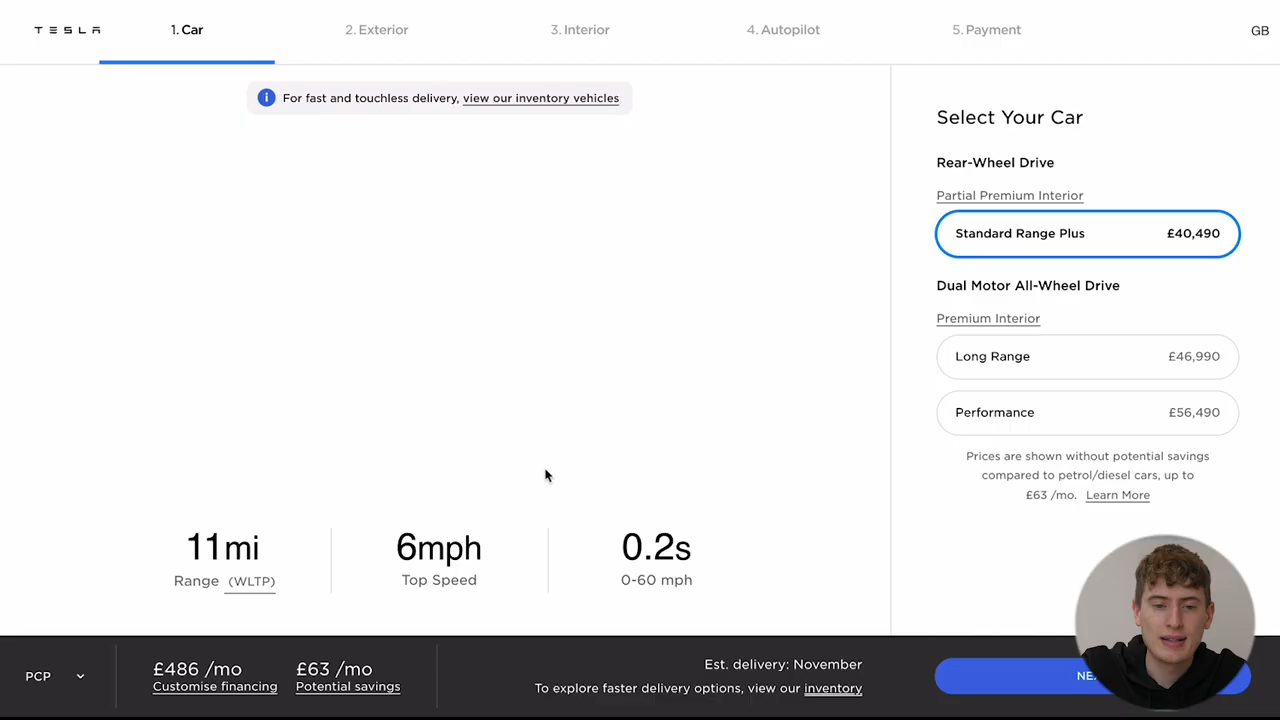 TESLA
1. Car
2. Exterior
3. Interior
4. Autopilot
5. Payment
GB
i
For fast and touchless delivery, view our inventory vehicles
Select Your Car
Rear-Wheel Drive
Partial Premium Interior
Standard Range Plus £40,490
Dual Motor All-Wheel Drive
Premium Interior
Long Range £46,990
Performance £56,490
Prices are shown without potential savings
compared to petrol/diesel cars, up to
£63 /mo. Learn More
11mi
Range (WLTP)
6mph
Top Speed
0.2s
0-60 mph
PCP
£486 /mo
Customise financing
£63 /mo
Potential savings
Est. delivery: November
To explore faster delivery options, view our inventory